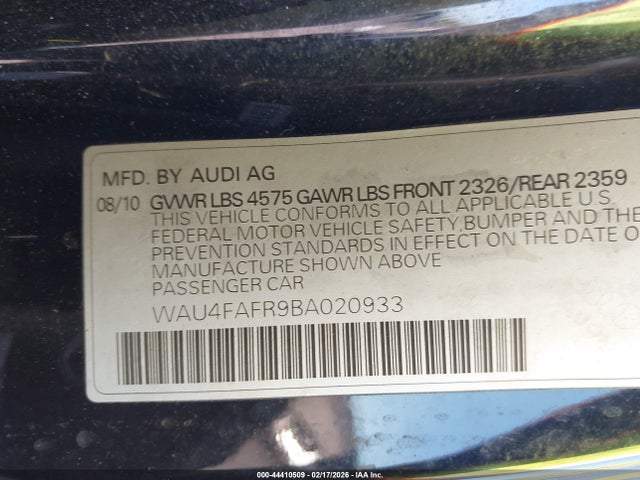 MFD. BY AUDI AG
08/10 GVWR LBS 4575 GAWR LBS FRONT 2326/REAR 2359
THIS VEHICLE CONFORMS TO ALL APPLICABLE U.S.
FEDERAL MOTOR VEHICLE SAFETY,BUMPER AND THE
PREVENTION STANDARDS IN EFFECT ON THE DATE O
MANUFACTURE SHOWN ABOVE
PASSENGER CAR
WAU4FAFR9BA020933
000-44410509 - 02/17/2026 - IAA Inc.